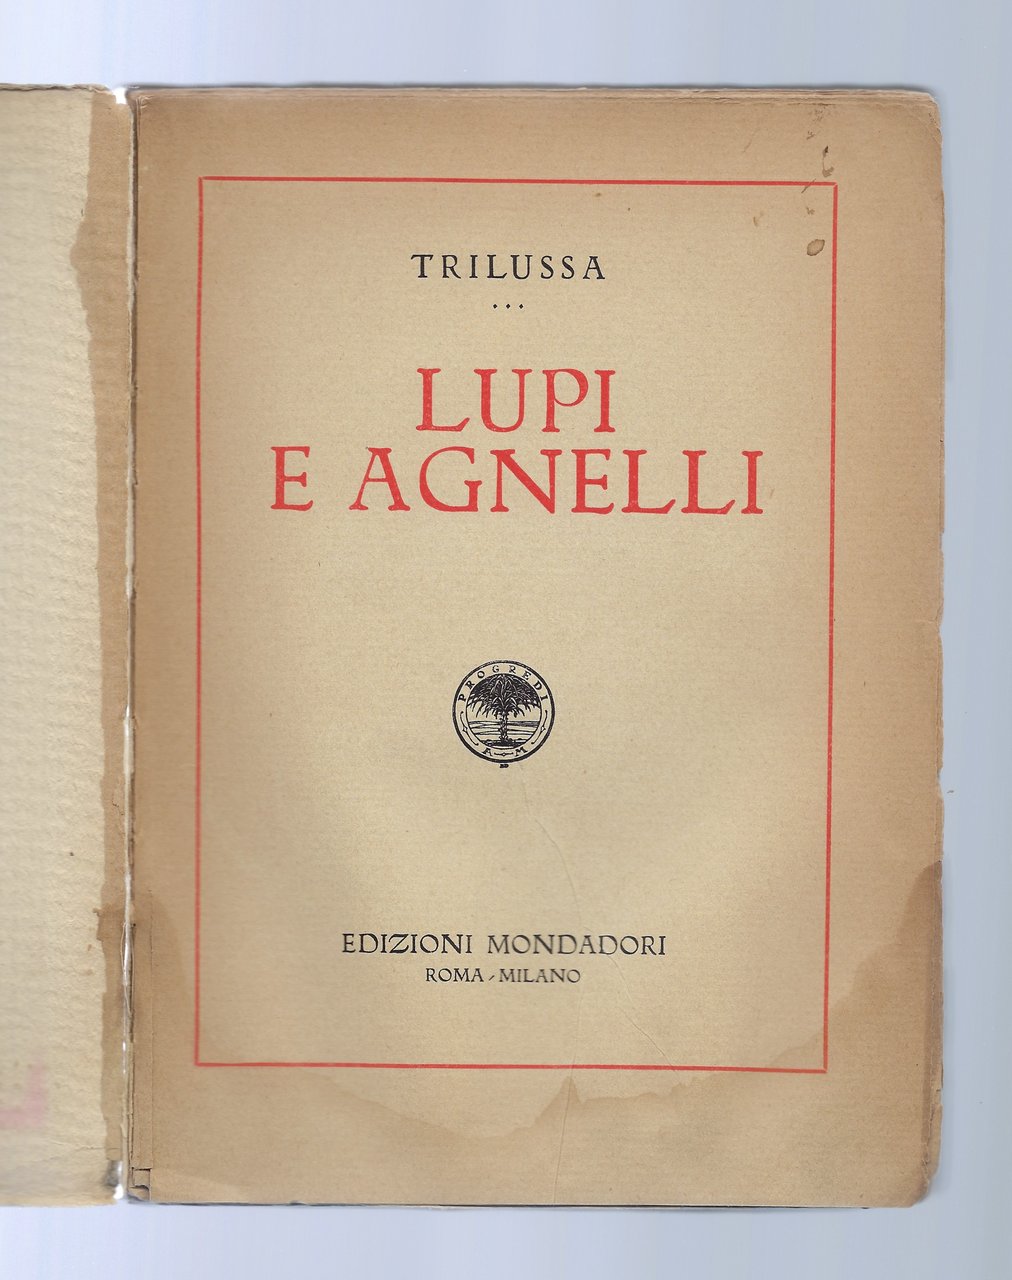 TRILUSSA
LUPI
E AGNELLI
PROGREDI
A M
EDIZIONI MONDADORI
ROMA-MILANO